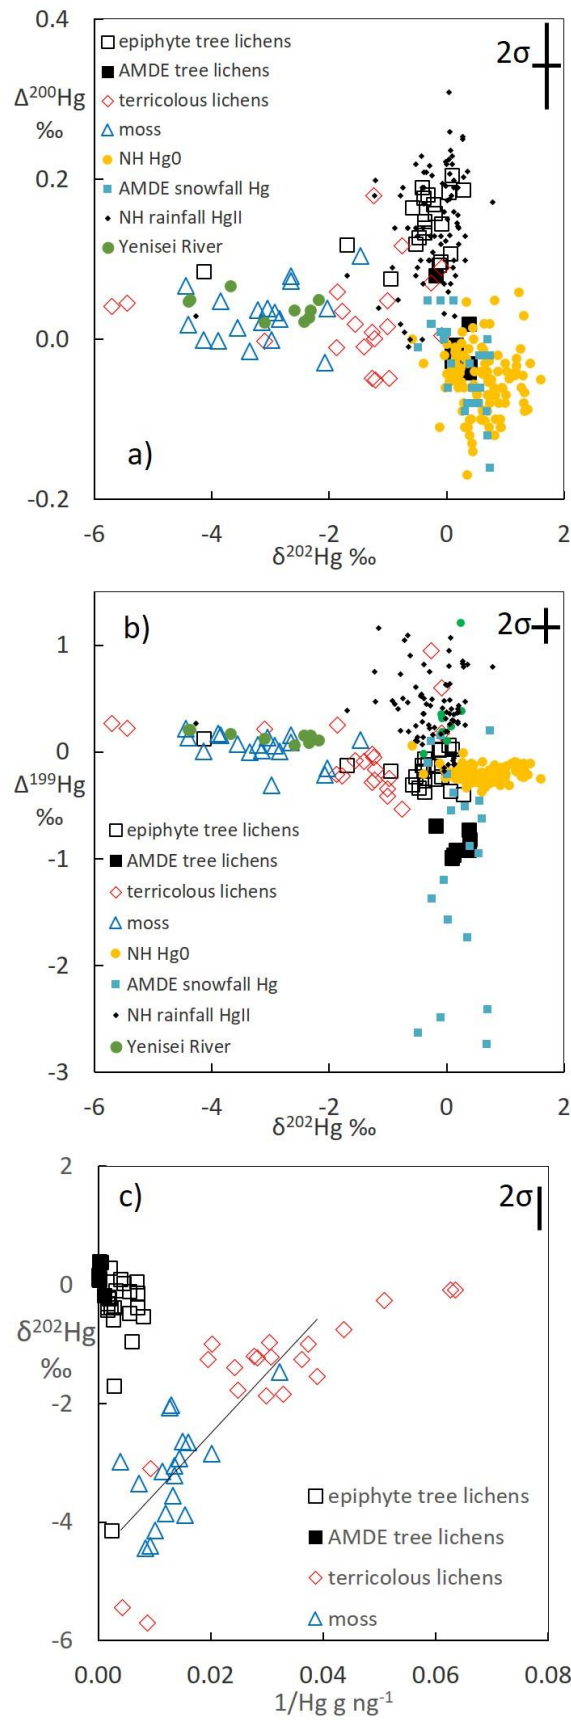 0.4
epiphyte tree lichens
2σ
AMDE tree lichens
Δ²⁰⁰Hg
terricolous lichens
‰
moss
NH Hg0
0.2
AMDE snowfall Hg
NH rainfall HgII
Yenisei River
0.0
a)
-0.2
-6 -4 -2 0 2
δ²⁰²Hg ‰
b)
2σ
1
0
Δ¹⁹⁹Hg
‰
epiphyte tree lichens
-1
AMDE tree lichens
terricolous lichens
moss
-2
NH Hg0
AMDE snowfall Hg
NH rainfall HgII
Yenisei River
-3
-6 -4 -2 0 2
δ²⁰²Hg ‰
2
c)
2σ
0
δ²⁰²Hg
‰
-2
epiphyte tree lichens
-4
AMDE tree lichens
terricolous lichens
moss
-6
0.00 0.02 0.04 0.06 0.08
1/Hg g ng⁻¹